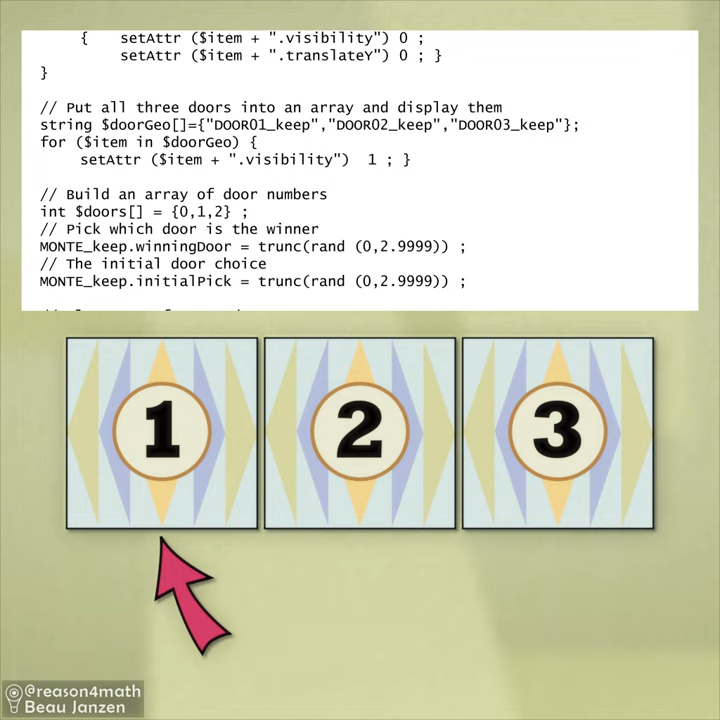 {    setAttr ($item + ".visibility") 0 ;
setAttr ($item + ".translateY") 0 ; }
}
// Put all three doors into an array and display them
string $doorGeo[]={"DOOR01_keep","DOOR02_keep","DOOR03_keep"};
for ($item in $doorGeo) {
setAttr ($item + ".visibility")  1 ; }
// Build an array of door numbers
int $doors[] = {0,1,2} ;
// Pick which door is the winner
MONTE_keep.winningDoor = trunc(rand (0,2.9999)) ;
// The initial door choice
MONTE_keep.initialPick = trunc(rand (0,2.9999)) ;
1 2 3
@reason4math
Beau Janzen